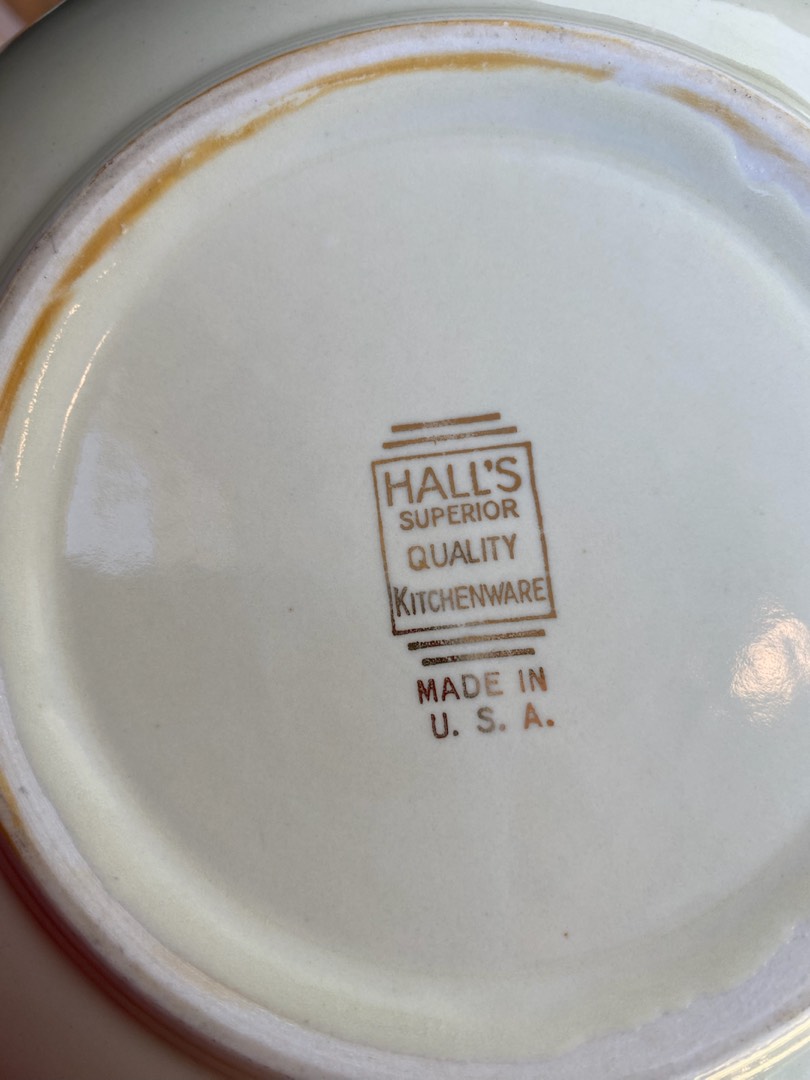 HALL'S
SUPERIOR
QUALITY
KITCHENWARE
MADE IN
U. S. A.